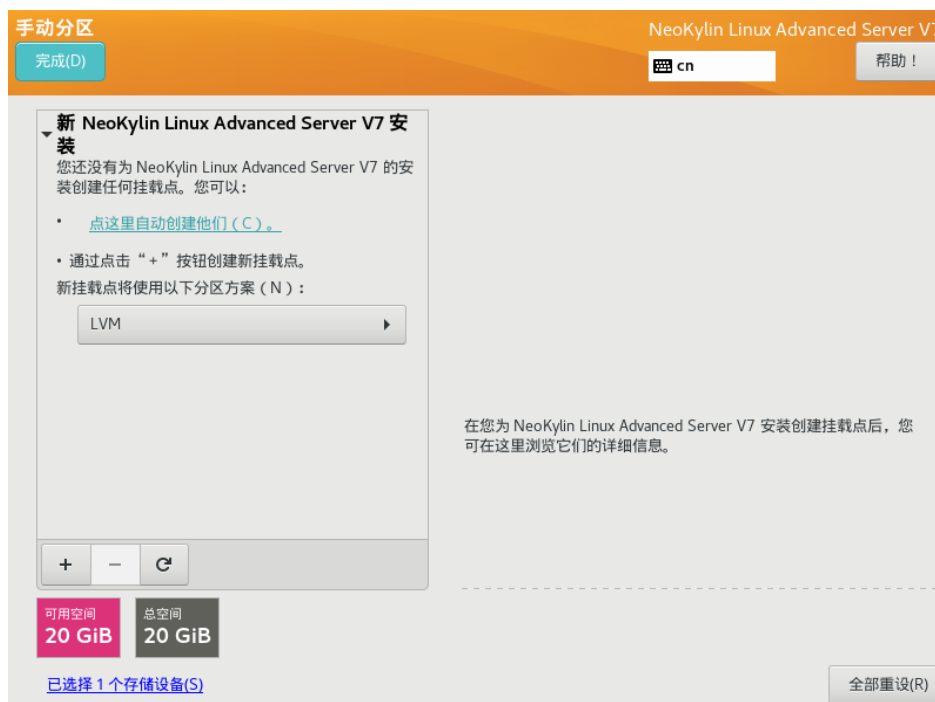 手动分区
NeoKylin Linux Advanced Server V7
完成(D)
cn
帮助！
新 NeoKylin Linux Advanced Server V7 安
装
您还没有为 NeoKylin Linux Advanced Server V7 的安
装创建任何挂载点。您可以：
• 点这里自动创建他们（C）。
• 通过点击“+”按钮创建新挂载点。
新挂载点将使用以下分区方案（N）：
LVM
在您为 NeoKylin Linux Advanced Server V7 安装创建挂载点后，您
可在这里浏览它们的详细信息。
+ −
可用空间
20 GiB
总空间
20 GiB
已选择 1 个存储设备(S)
全部重设(R)